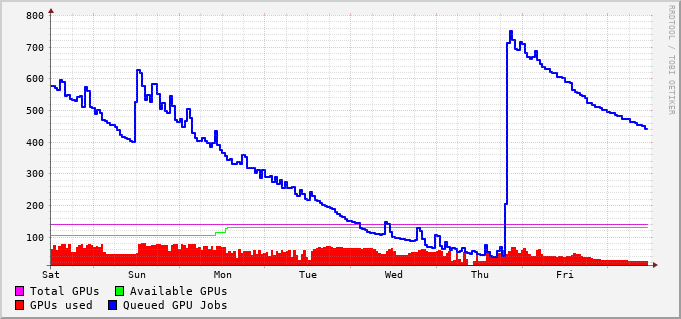 800
700
600
500
400
300
200
100
Sat Sun Mon Tue Wed Thu Fri
Total GPUs Available GPUs
GPUs used Queued GPU Jobs
RRDTOOL / TOBI OETIKER